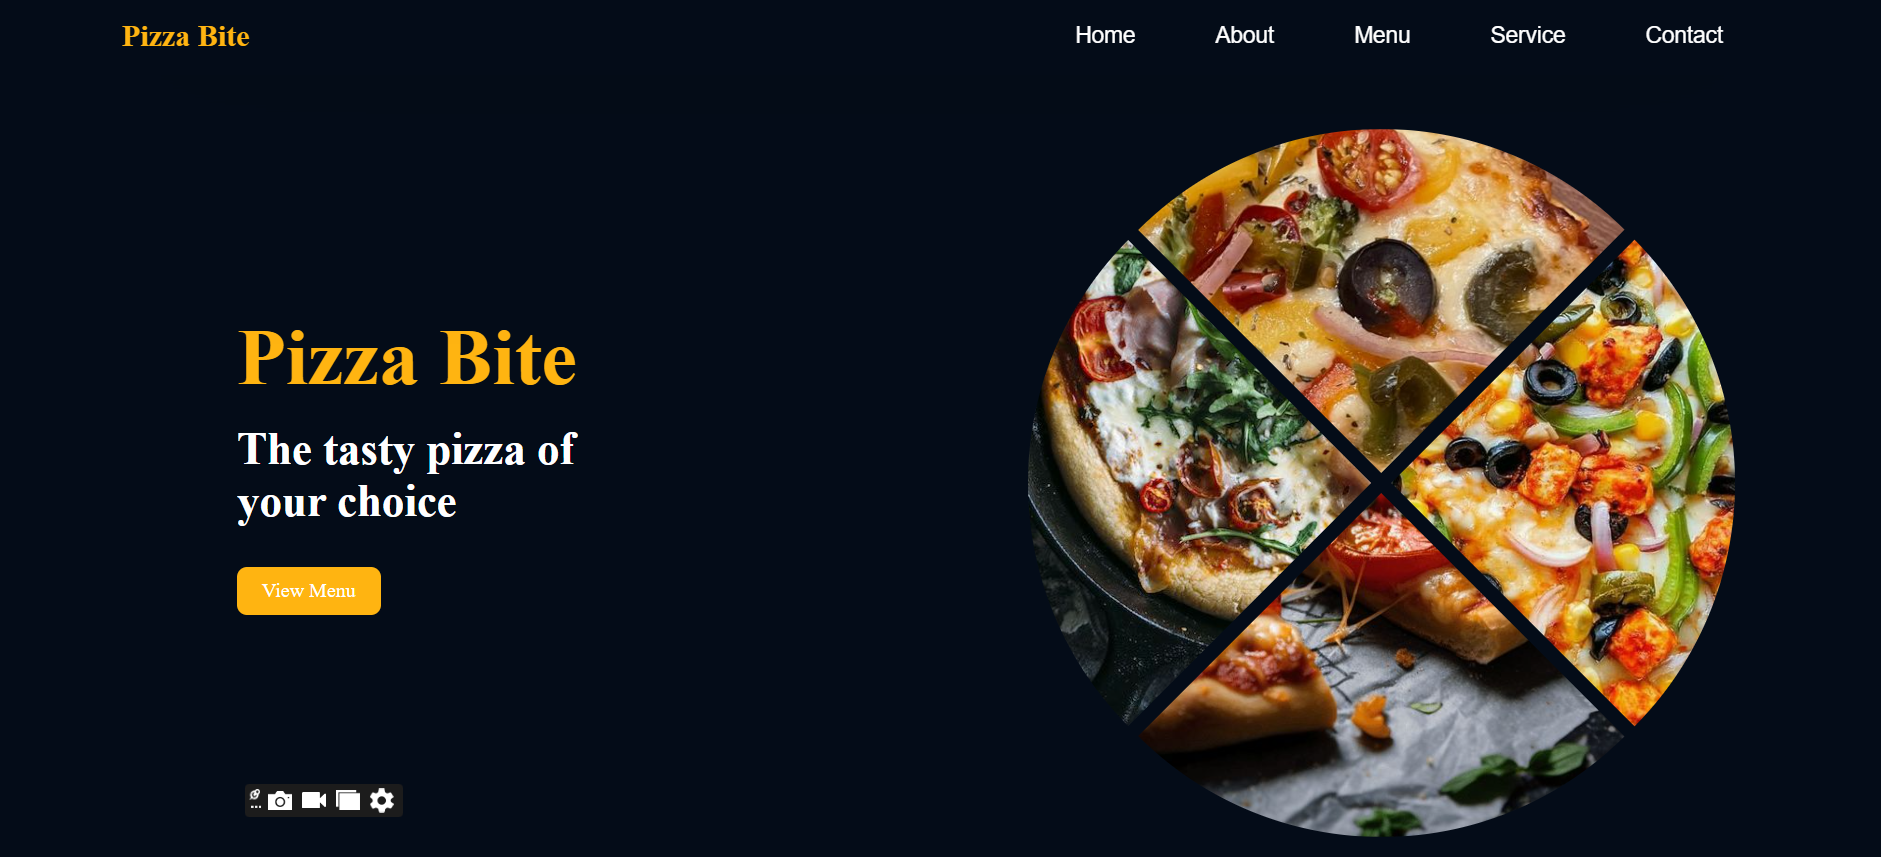 Pizza Bite
Home
About
Menu
Service
Contact
Pizza Bite
The tasty pizza of
your choice
View Menu